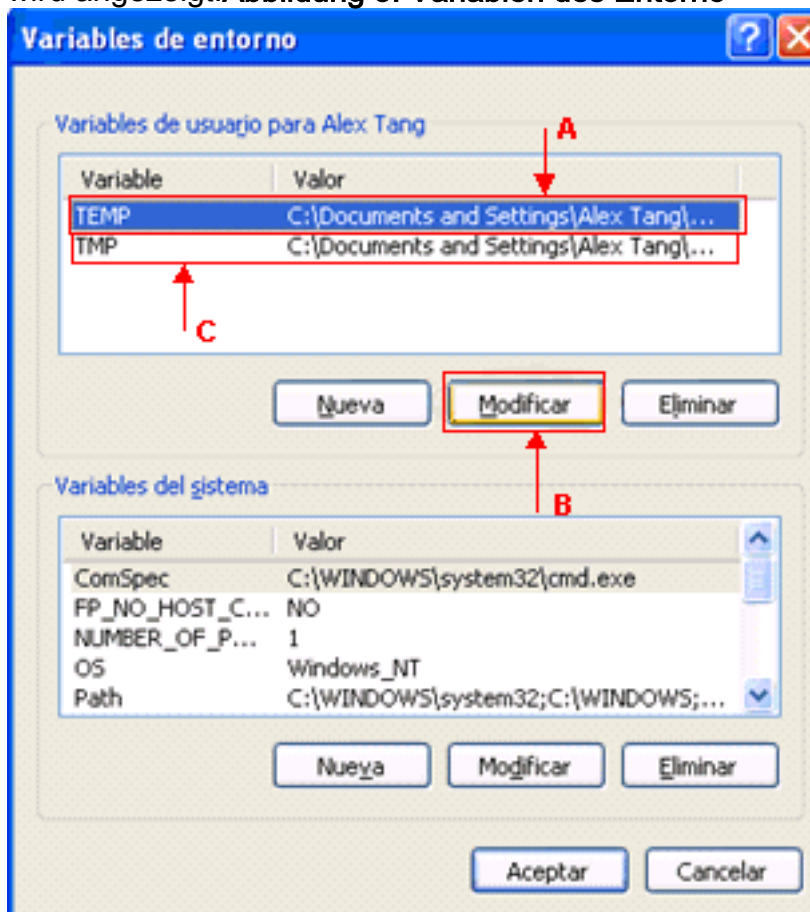 Variables de entorno
Variables de usuario para Alex Tang
A
Variable Valor
TEMP C:\Documents and Settings\Alex Tang\...
TMP C:\Documents and Settings\Alex Tang\...
C
Nueva Modificar Eliminar
B
Variables del sistema
Variable Valor
ComSpec C:\WINDOWS\system32\cmd.exe
FP_NO_HOST_C... NO
NUMBER_OF_P... 1
OS Windows_NT
Path C:\WINDOWS\system32;C:\WINDOWS;...
Nueva Modificar Eliminar
Aceptar Cancelar